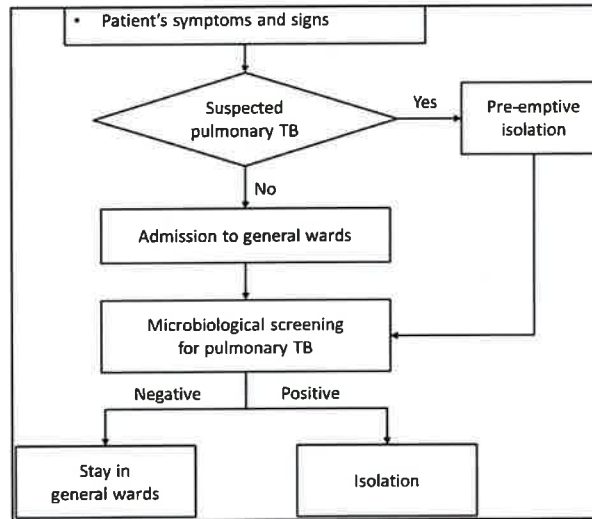 • Patient's symptoms and signs
Suspected
pulmonary TB
Yes
Pre-emptive
isolation
No
Admission to general wards
Microbiological screening
for pulmonary TB
Negative
Positive
Stay in
general wards
Isolation